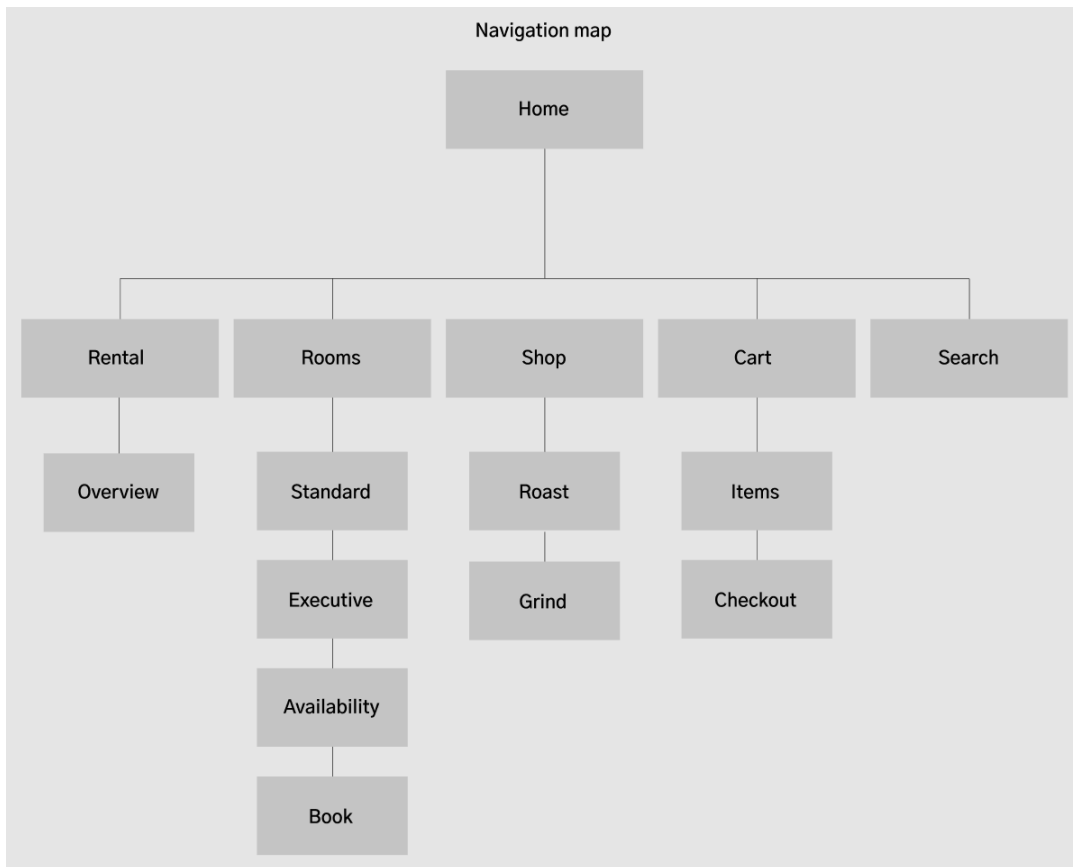 Navigation map
Home
Rental
Rooms
Shop
Cart
Search
Overview
Standard
Roast
Items
Executive
Grind
Checkout
Availability
Book